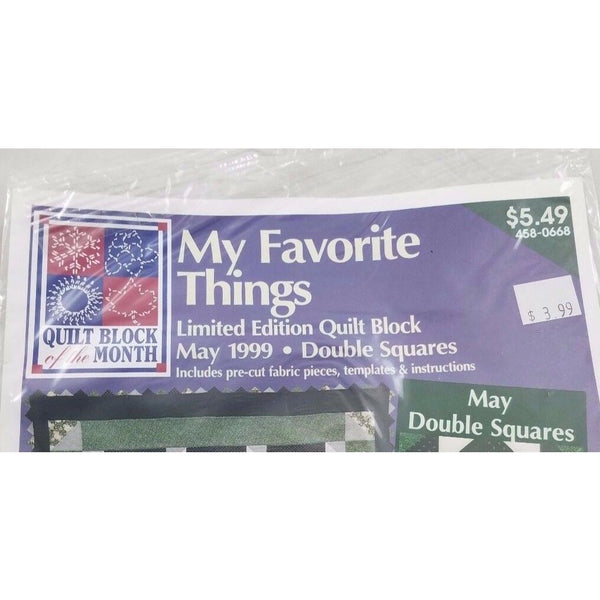 $5.49
458-0668
My Favorite
Things
$ 3.99
QUILT BLOCK
of the MONTH
Limited Edition Quilt Block
May 1999 • Double Squares
Includes pre-cut fabric pieces, templates & instructions
May
Double Squares